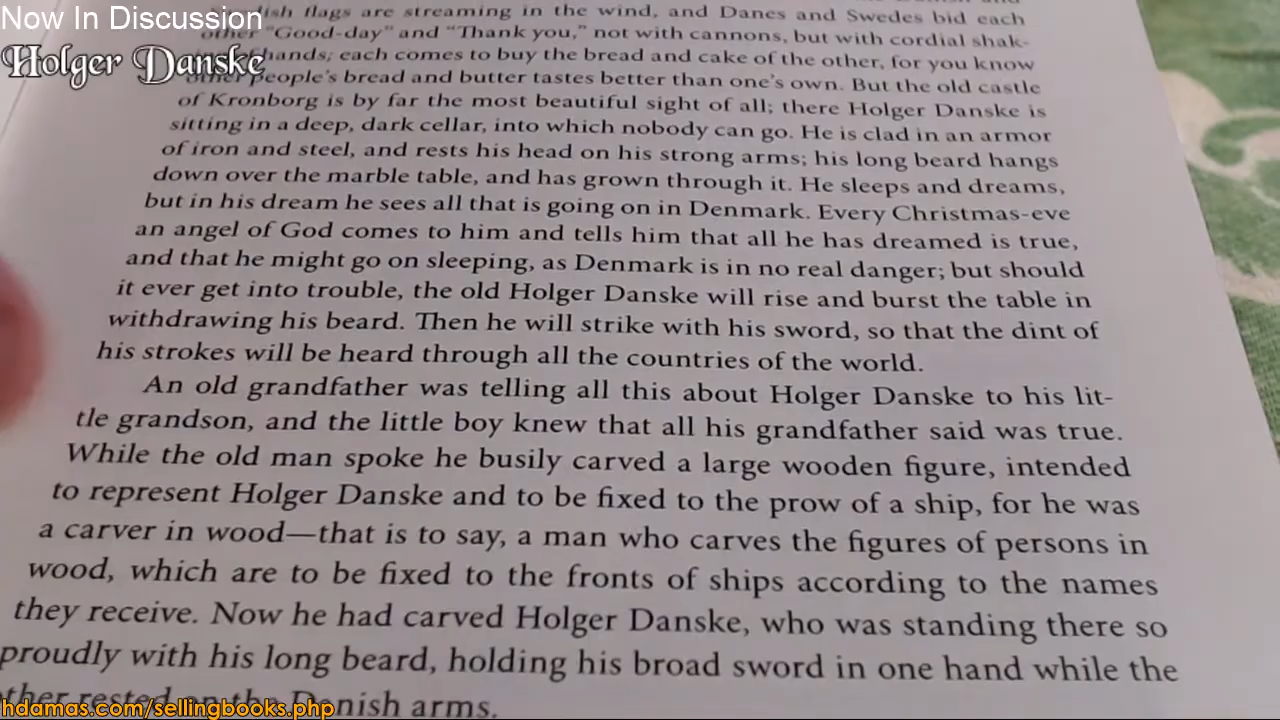 Now In Discussion
Holger Danske
flags are streaming in the wind, and Danes and Swedes bid each
other "Good-day" and "Thank you," not with cannons, but with cordial shak-
hands; each comes to buy the bread and cake of the other, for you know
other people's bread and butter tastes better than one's own. But the old castle
of Kronborg is by far the most beautiful sight of all; there Holger Danske is
sitting in a deep, dark cellar, into which nobody can go. He is clad in an armor
of iron and steel, and rests his head on his strong arms; his long beard hangs
down over the marble table, and has grown through it. He sleeps and dreams,
but in his dream he sees all that is going on in Denmark. Every Christmas-eve
an angel of God comes to him and tells him that all he has dreamed is true,
and that he might go on sleeping, as Denmark is in no real danger; but should
it ever get into trouble, the old Holger Danske will rise and burst the table in
withdrawing his beard. Then he will strike with his sword, so that the dint of
his strokes will be heard through all the countries of the world.
An old grandfather was telling all this about Holger Danske to his lit-
tle grandson, and the little boy knew that all his grandfather said was true.
While the old man spoke he busily carved a large wooden figure, intended
to represent Holger Danske and to be fixed to the prow of a ship, for he was
a carver in wood—that is to say, a man who carves the figures of persons in
wood, which are to be fixed to the fronts of ships according to the names
they receive. Now he had carved Holger Danske, who was standing there so
proudly with his long beard, holding his broad sword in one hand while the
other rested on the Danish arms.
hdamas.com/sellingbooks.php